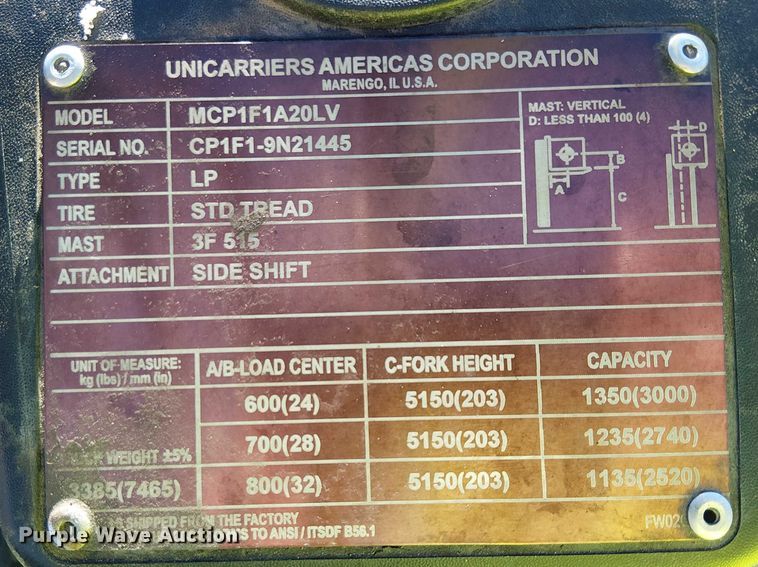 UNICARRIERS AMERICAS CORPORATION
MARENGO, IL U.S.A.
MODEL MCP1F1A20LV
SERIAL NO. CP1F1-9N21445
TYPE LP
TIRE STD TREAD
MAST 3F 515
ATTACHMENT SIDE SHIFT
MAST: VERTICAL
D: LESS THAN 100 (4)
D
B
A
C
UNIT OF MEASURE: kg (lbs) / mm (in) A/B-LOAD CENTER C-FORK HEIGHT CAPACITY
600(24) 5150(203) 1350(3000)
700(28) 5150(203) 1235(2740)
WEIGHT ±5%
3385(7465) 800(32) 5150(203) 1135(2520)
SHIPPED FROM THE FACTORY
TO ANSI / ITSDF B56.1
Purple Wave Auction